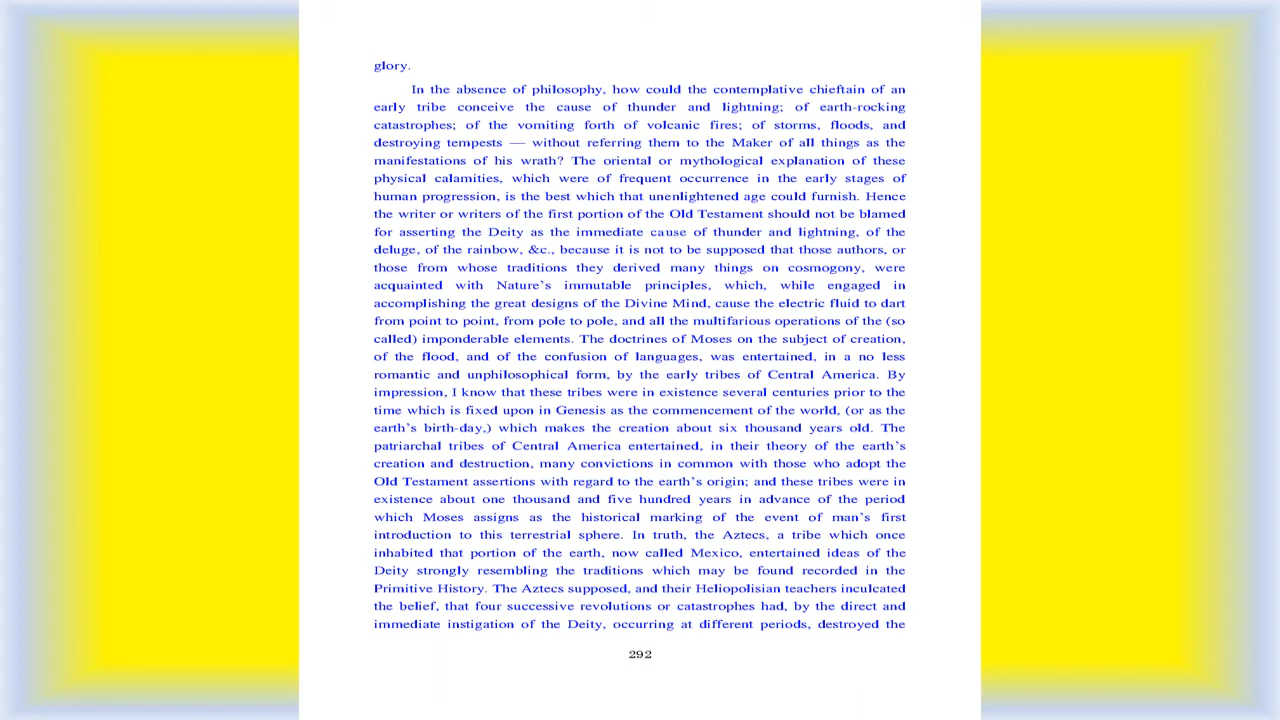 glory.
In the absence of philosophy, how could the contemplative chieftain of an
early tribe conceive the cause of thunder and lightning; of earth-rocking
catastrophes; of the vomiting forth of volcanic fires; of storms, floods, and
destroying tempests — without referring them to the Maker of all things as the
manifestations of his wrath? The oriental or mythological explanation of these
physical calamities, which were of frequent occurrence in the early stages of
human progression, is the best which that unenlightened age could furnish. Hence
the writer or writers of the first portion of the Old Testament should not be blamed
for asserting the Deity as the immediate cause of thunder and lightning, of the
deluge, of the rainbow, &c., because it is not to be supposed that those authors, or
those from whose traditions they derived many things on cosmogony, were
acquainted with Nature's immutable principles, which, while engaged in
accomplishing the great designs of the Divine Mind, cause the electric fluid to dart
from point to point, from pole to pole, and all the multifarious operations of the (so
called) imponderable elements. The doctrines of Moses on the subject of creation,
of the flood, and of the confusion of languages, was entertained, in a no less
romantic and unphilosophical form, by the early tribes of Central America. By
impression, I know that these tribes were in existence several centuries prior to the
time which is fixed upon in Genesis as the commencement of the world, (or as the
earth's birth-day,) which makes the creation about six thousand years old. The
patriarchal tribes of Central America entertained, in their theory of the earth's
creation and destruction, many convictions in common with those who adopt the
Old Testament assertions with regard to the earth's origin; and these tribes were in
existence about one thousand and five hundred years in advance of the period
which Moses assigns as the historical marking of the event of man's first
introduction to this terrestrial sphere. In truth, the Aztecs, a tribe which once
inhabited that portion of the earth, now called Mexico, entertained ideas of the
Deity strongly resembling the traditions which may be found recorded in the
Primitive History. The Aztecs supposed, and their Heliopolisian teachers inculcated
the belief, that four successive revolutions or catastrophes had, by the direct and
immediate instigation of the Deity, occurring at different periods, destroyed the
292